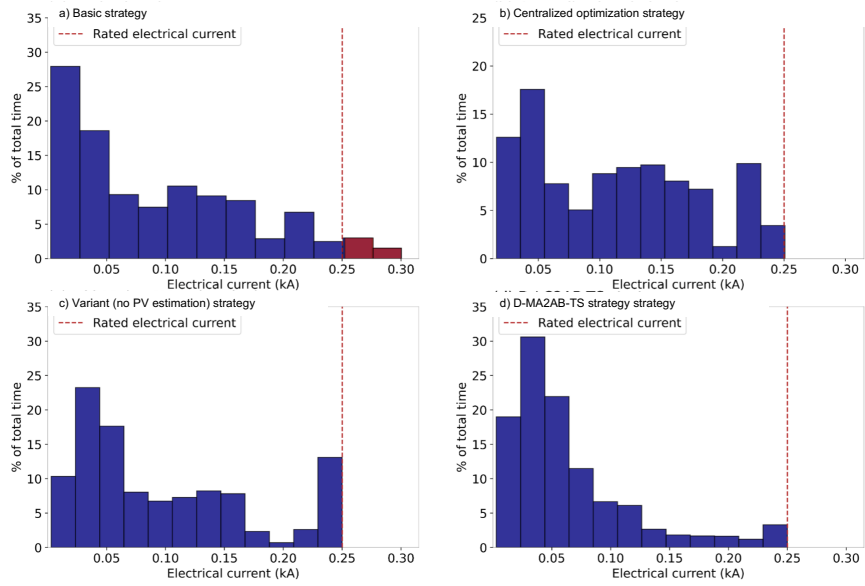 a) Basic strategy
Rated electrical current
35
30
25
20
15
10
5
0
% of total time
0.05 0.10 0.15 0.20 0.25 0.30
Electrical current (kA)
b) Centralized optimization strategy
Rated electrical current
25
20
15
10
5
0
% of total time
0.05 0.10 0.15 0.20 0.25 0.30
Electrical current (kA)
c) Variant (no PV estimation) strategy
Rated electrical current
35
30
25
20
15
10
5
0
% of total time
0.05 0.10 0.15 0.20 0.25 0.30
Electrical current (kA)
d) D-MA2AB-TS strategy strategy
Rated electrical current
35
30
25
20
15
10
5
0
% of total time
0.05 0.10 0.15 0.20 0.25 0.30
Electrical current (kA)